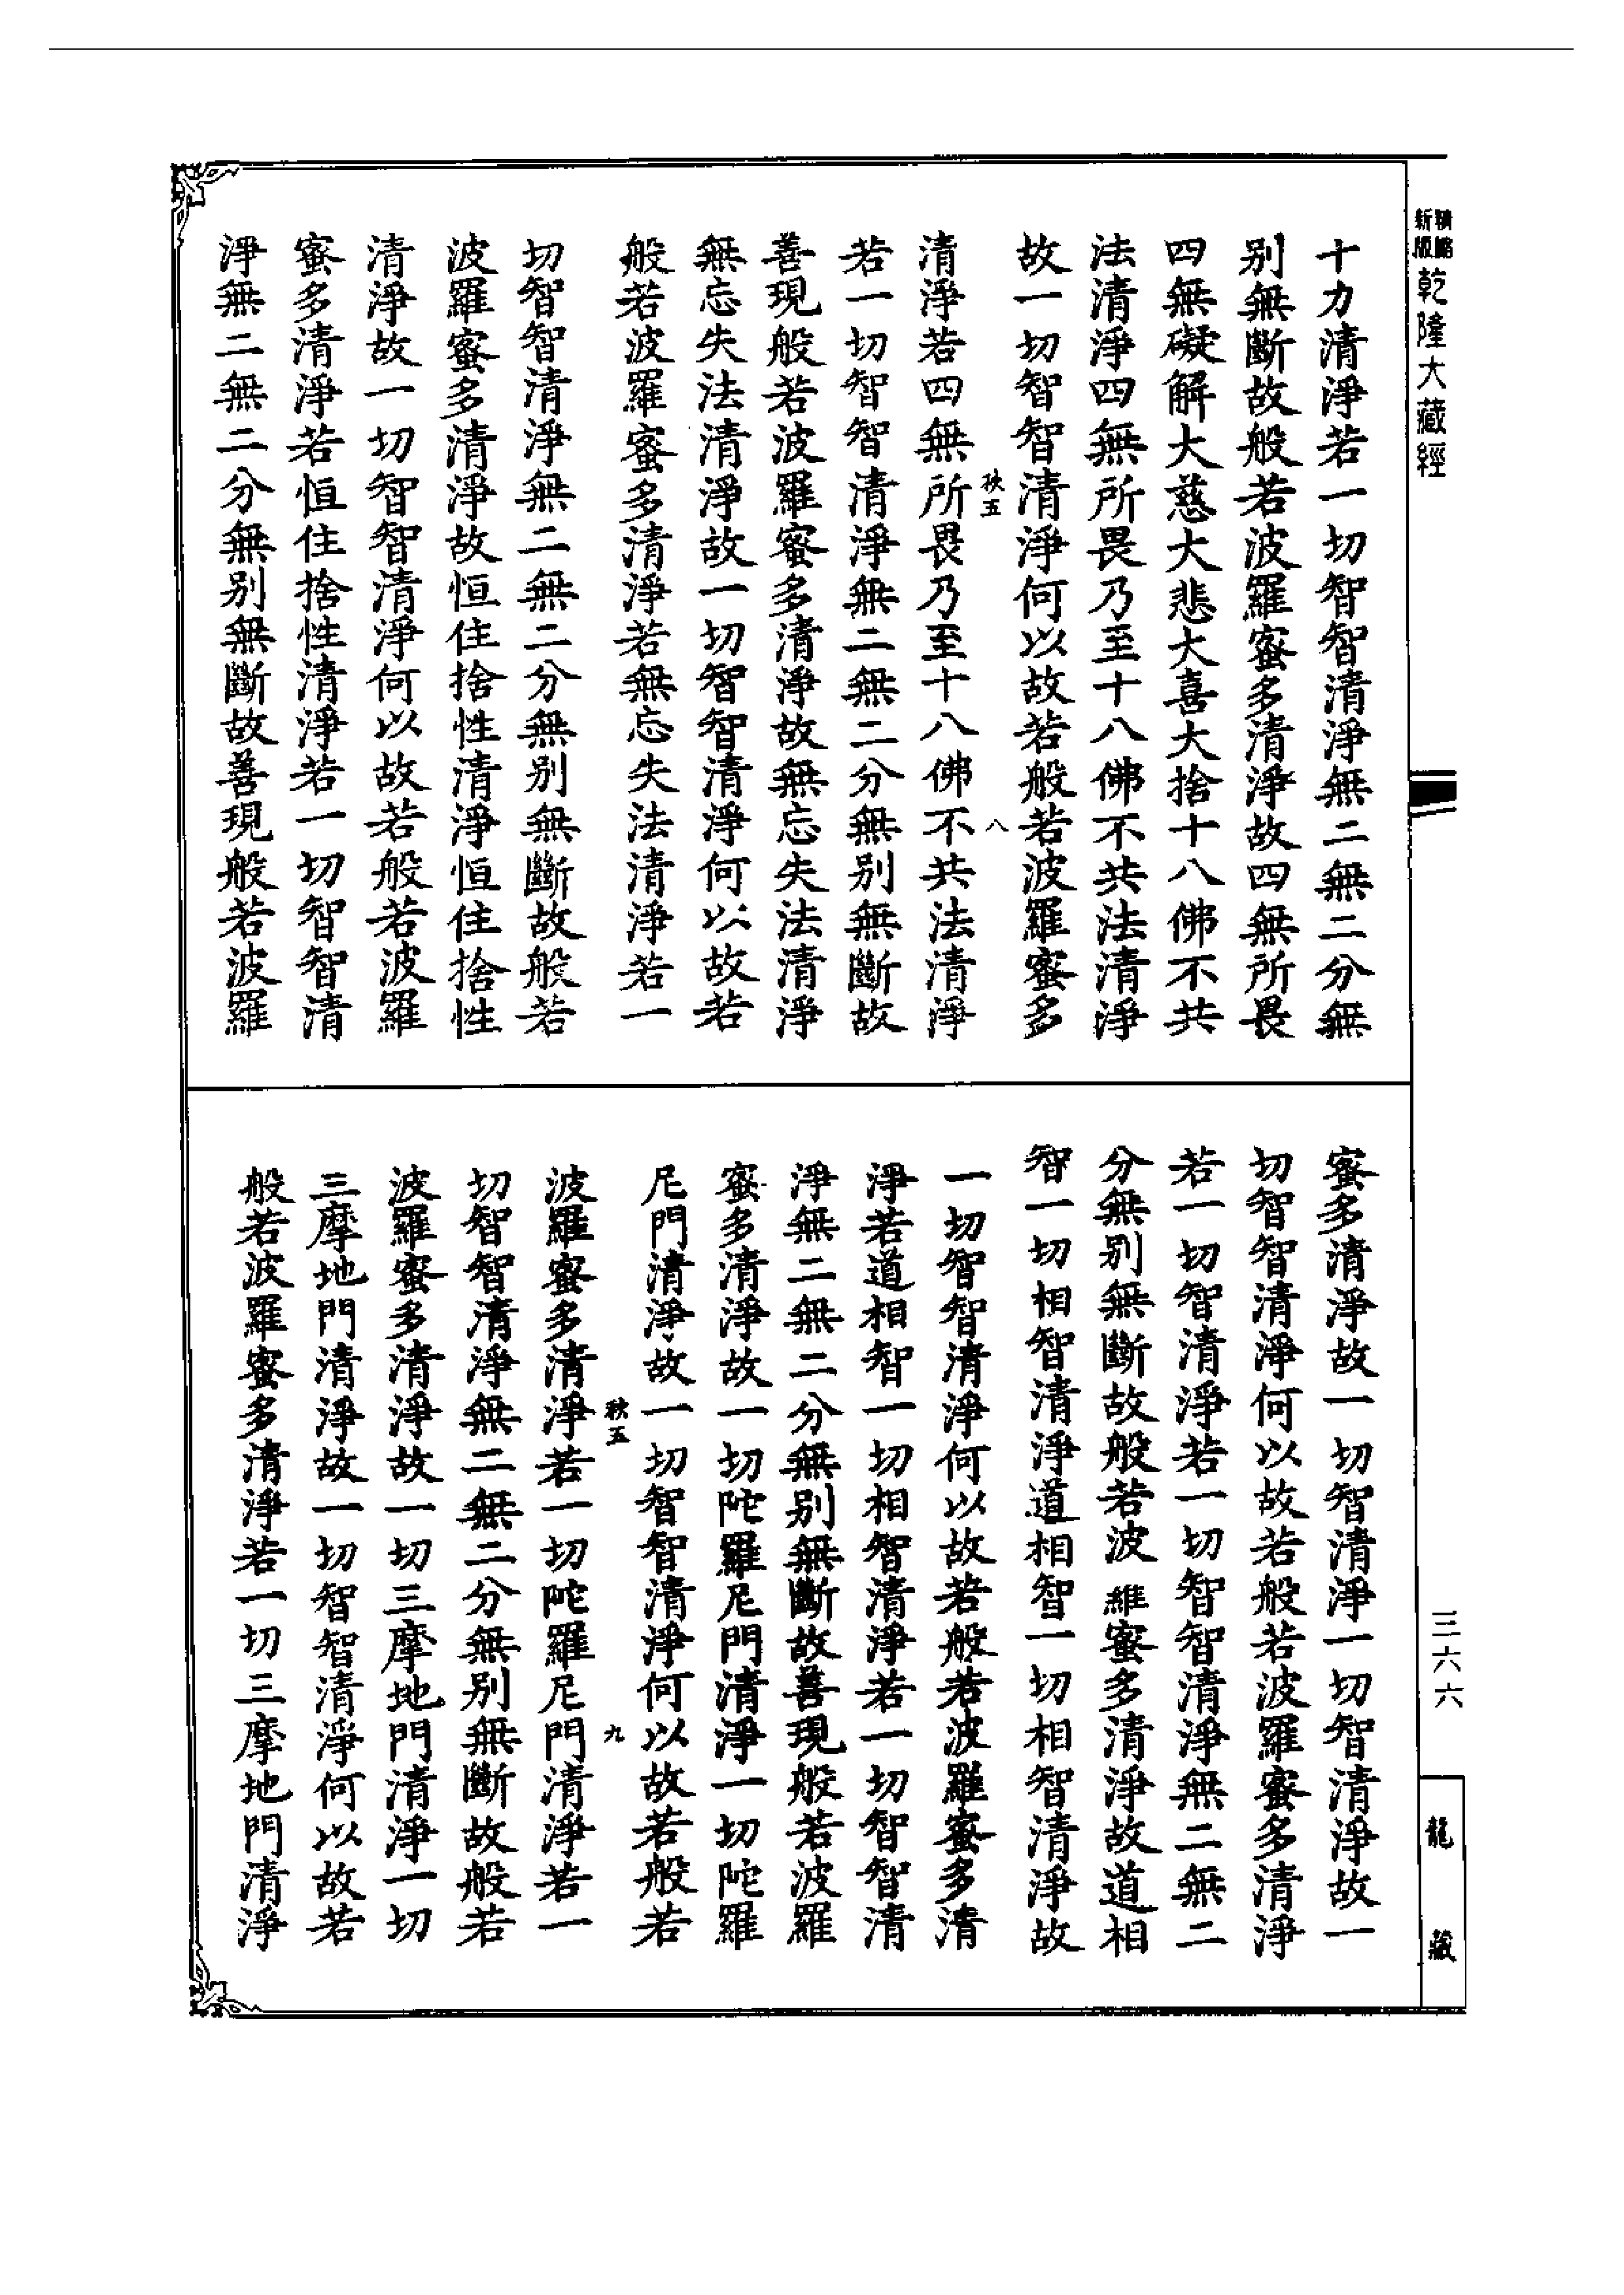 新版精縮乾隆大藏經
十力清淨若一切智智清淨無二無二分無
别無斷故般若波羅蜜多清淨故四無所畏
四無礙解大慈大悲大喜大捨十八佛不共
法清淨四無所畏乃至十八佛不共法清淨
故一切智智清淨何以故若般若波羅蜜多
秩五 八
清淨若四無所畏乃至十八佛不共法清淨
若一切智智清淨無二無二分無别無斷故
善現般若波羅蜜多清淨故無忘失法清淨
無忘失法清淨故一切智智清淨何以故若
般若波羅蜜多清淨若無忘失法清淨若一
切智智清淨無二無二分無别無斷故般若
波羅蜜多清淨故恒住捨性清淨恒住捨性
清淨故一切智智清淨何以故若般若波羅
蜜多清淨若恒住捨性清淨若一切智智清
淨無二無二分無别無斷故善現般若波羅
蜜多清淨故一切智清淨一切智清淨故一
切智智清淨何以故若般若波羅蜜多清淨
若一切智清淨若一切智智清淨無二無二
分無别無斷故般若波羅蜜多清淨故道相
智一切相智清淨道相智一切相智清淨故
一切智智清淨何以故若般若波羅蜜多清
淨若道相智一切相智清淨若一切智智清
淨無二無二分無别無斷故善現般若波羅
蜜多清淨故一切陀羅尼門清淨一切陀羅
尼門清淨故一切智智清淨何以故若般若
秩五 九
波羅蜜多清淨若一切陀羅尼門清淨若一
切智智清淨無二無二分無别無斷故般若
波羅蜜多清淨故一切三摩地門清淨一切
三摩地門清淨故一切智智清淨何以故若
般若波羅蜜多清淨若一切三摩地門清淨
三六六
龍藏